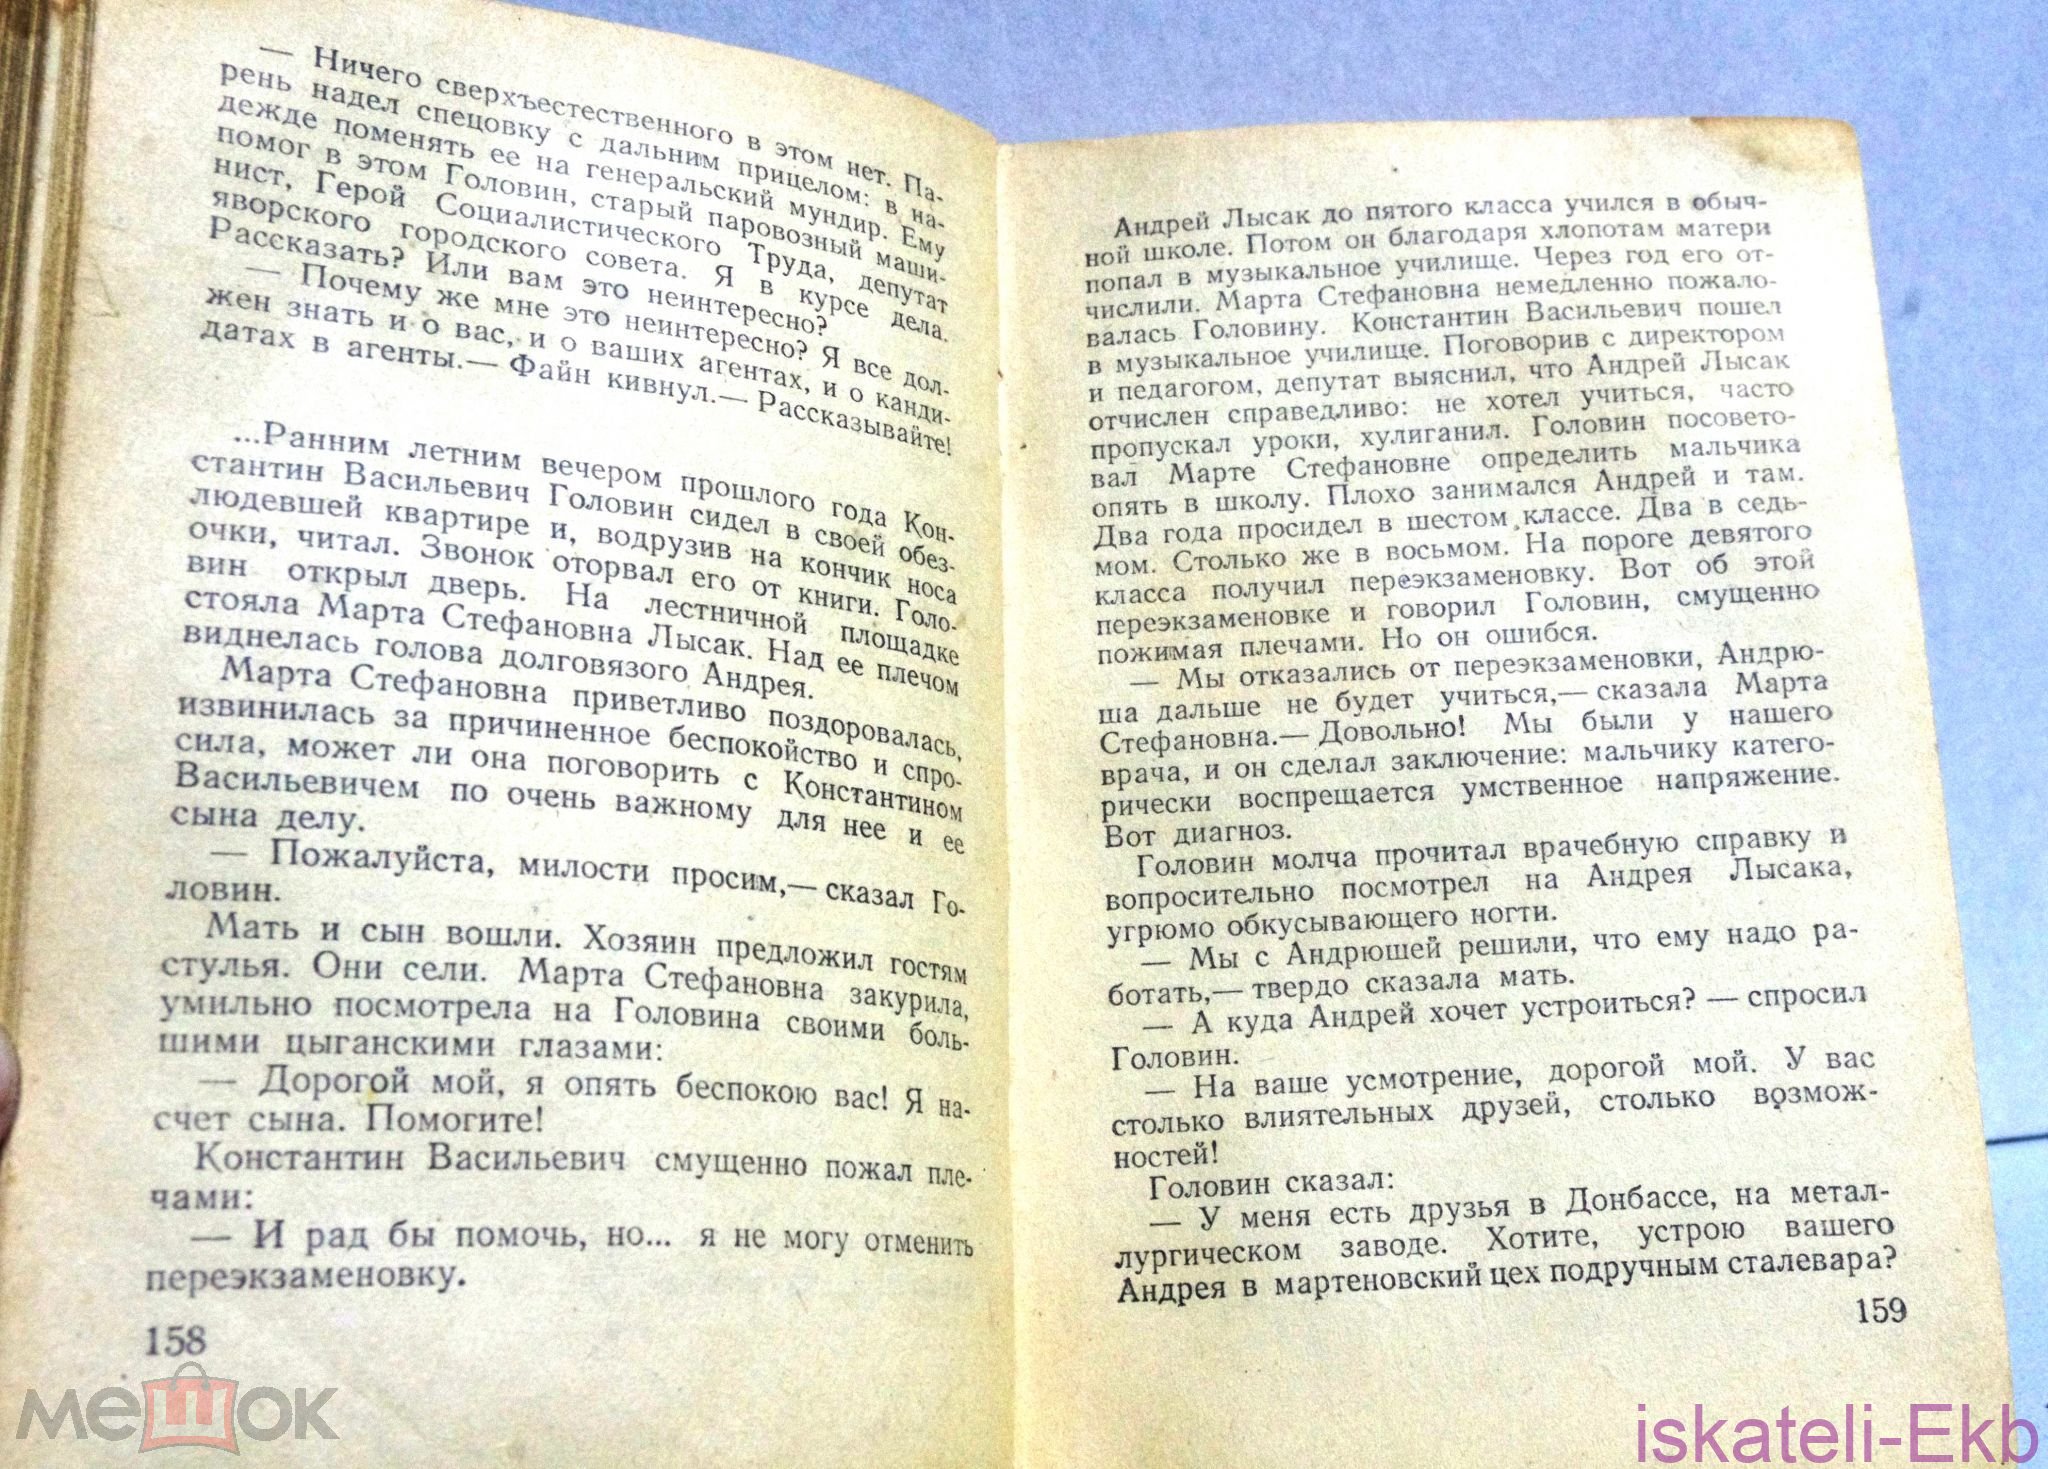 — Ничего сверхъестественного в этом нет. Па-
рень надел спецовку с дальним прицелом: в на-
дежде поменять ее на генеральский мундир. Ему
помог в этом Головин, старый паровозный маши-
нист, Герой Социалистического Труда, депутат
яворского городского совета. Я в курсе дела.
Рассказать? Или вам это неинтересно?
— Почему же мне это неинтересно? Я все дол-
жен знать и о вас, и о ваших агентах, и о канди-
датах в агенты.— Файн кивнул.— Рассказывайте!
...Ранним летним вечером прошлого года Кон-
стантин Васильевич Головин сидел в своей обез-
людевшей квартире и, водрузив на кончик носа
очки, читал. Звонок оторвал его от книги. Голо-
вин открыл дверь. На лестничной площадке
стояла Марта Стефановна Лысак. Над ее плечом
виднелась голова долговязого Андрея.
Марта Стефановна приветливо поздоровалась,
извинилась за причиненное беспокойство и спро-
сила, может ли она поговорить с Константином
Васильевичем по очень важному для нее и ее
сына делу.
— Пожалуйста, милости просим,— сказал Го-
ловин.
Мать и сын вошли. Хозяин предложил гостям
стулья. Они сели. Марта Стефановна закурила,
умильно посмотрела на Головина своими боль-
шими цыганскими глазами:
— Дорогой мой, я опять беспокою вас! Я на-
счет сына. Помогите!
Константин Васильевич смущенно пожал пле-
чами:
— И рад бы помочь, но... я не могу отменить
переэкзаменовку.
158
Андрей Лысак до пятого класса учился в обыч-
ной школе. Потом он благодаря хлопотам матери
попал в музыкальное училище. Через год его от-
числили. Марта Стефановна немедленно пожало-
валась Головину. Константин Васильевич пошел
в музыкальное училище. Поговорив с директором
и педагогом, депутат выяснил, что Андрей Лысак
отчислен справедливо: не хотел учиться, часто
пропускал уроки, хулиганил. Головин посовето-
вал Марте Стефановне определить мальчика
опять в школу. Плохо занимался Андрей и там.
Два года просидел в шестом классе. Два в седь-
мом. Столько же в восьмом. На пороге девятого
класса получил переэкзаменовку. Вот об этой
переэкзаменовке и говорил Головин, смущенно
пожимая плечами. Но он ошибся.
— Мы отказались от переэкзаменовки, Андрю-
ша дальше не будет учиться,— сказала Марта
Стефановна.— Довольно! Мы были у нашего
врача, и он сделал заключение: мальчику катего-
рически воспрещается умственное напряжение.
Вот диагноз.
Головин молча прочитал врачебную справку и
вопросительно посмотрел на Андрея Лысака,
угрюмо обкусывающего ногти.
— Мы с Андрюшей решили, что ему надо ра-
ботать,— твердо сказала мать.
— А куда Андрей хочет устроиться? — спросил
Головин.
— На ваше усмотрение, дорогой мой. У вас
столько влиятельных друзей, столько возмож-
ностей!
Головин сказал:
— У меня есть друзья в Донбассе, на метал-
лургическом заводе. Хотите, устрою вашего
Андрея в мартеновский цех подручным сталевара?
159
мешок
iskateli-Ekb